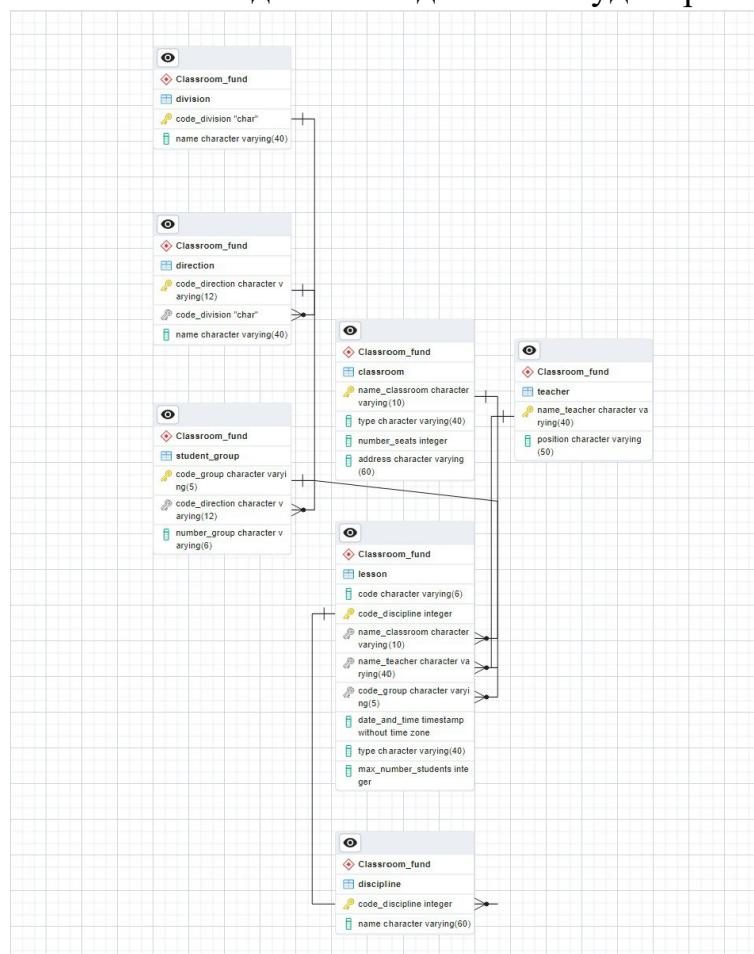 Classroom_fund
division
code_division "char"
name character varying(40)
Classroom_fund
direction
code_direction character v
arying(12)
code_division "char"
name character varying(40)
Classroom_fund
student_group
code_group character varyi
ng(5)
code_direction character v
arying(12)
number_group character v
arying(6)
Classroom_fund
classroom
name_classroom character
varying(10)
type character varying(40)
number_seats integer
address character varying
(60)
Classroom_fund
teacher
name_teacher character va
rying(40)
position character varying
(50)
Classroom_fund
lesson
code character varying(6)
code_discipline integer
name_classroom character
varying(10)
name_teacher character va
rying(40)
code_group character varyi
ng(5)
date_and_time timestamp
without time zone
type character varying(40)
max_number_students inte
ger
Classroom_fund
discipline
code_discipline integer
name character varying(60)